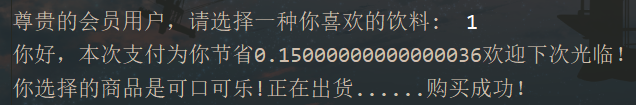 尊贵的会员用户，请选择一种你喜欢的饮料： 1
你好，本次支付为你节省0.15000000000000036欢迎下次光临！
你选择的商品是可口可乐!正在出货......购买成功！